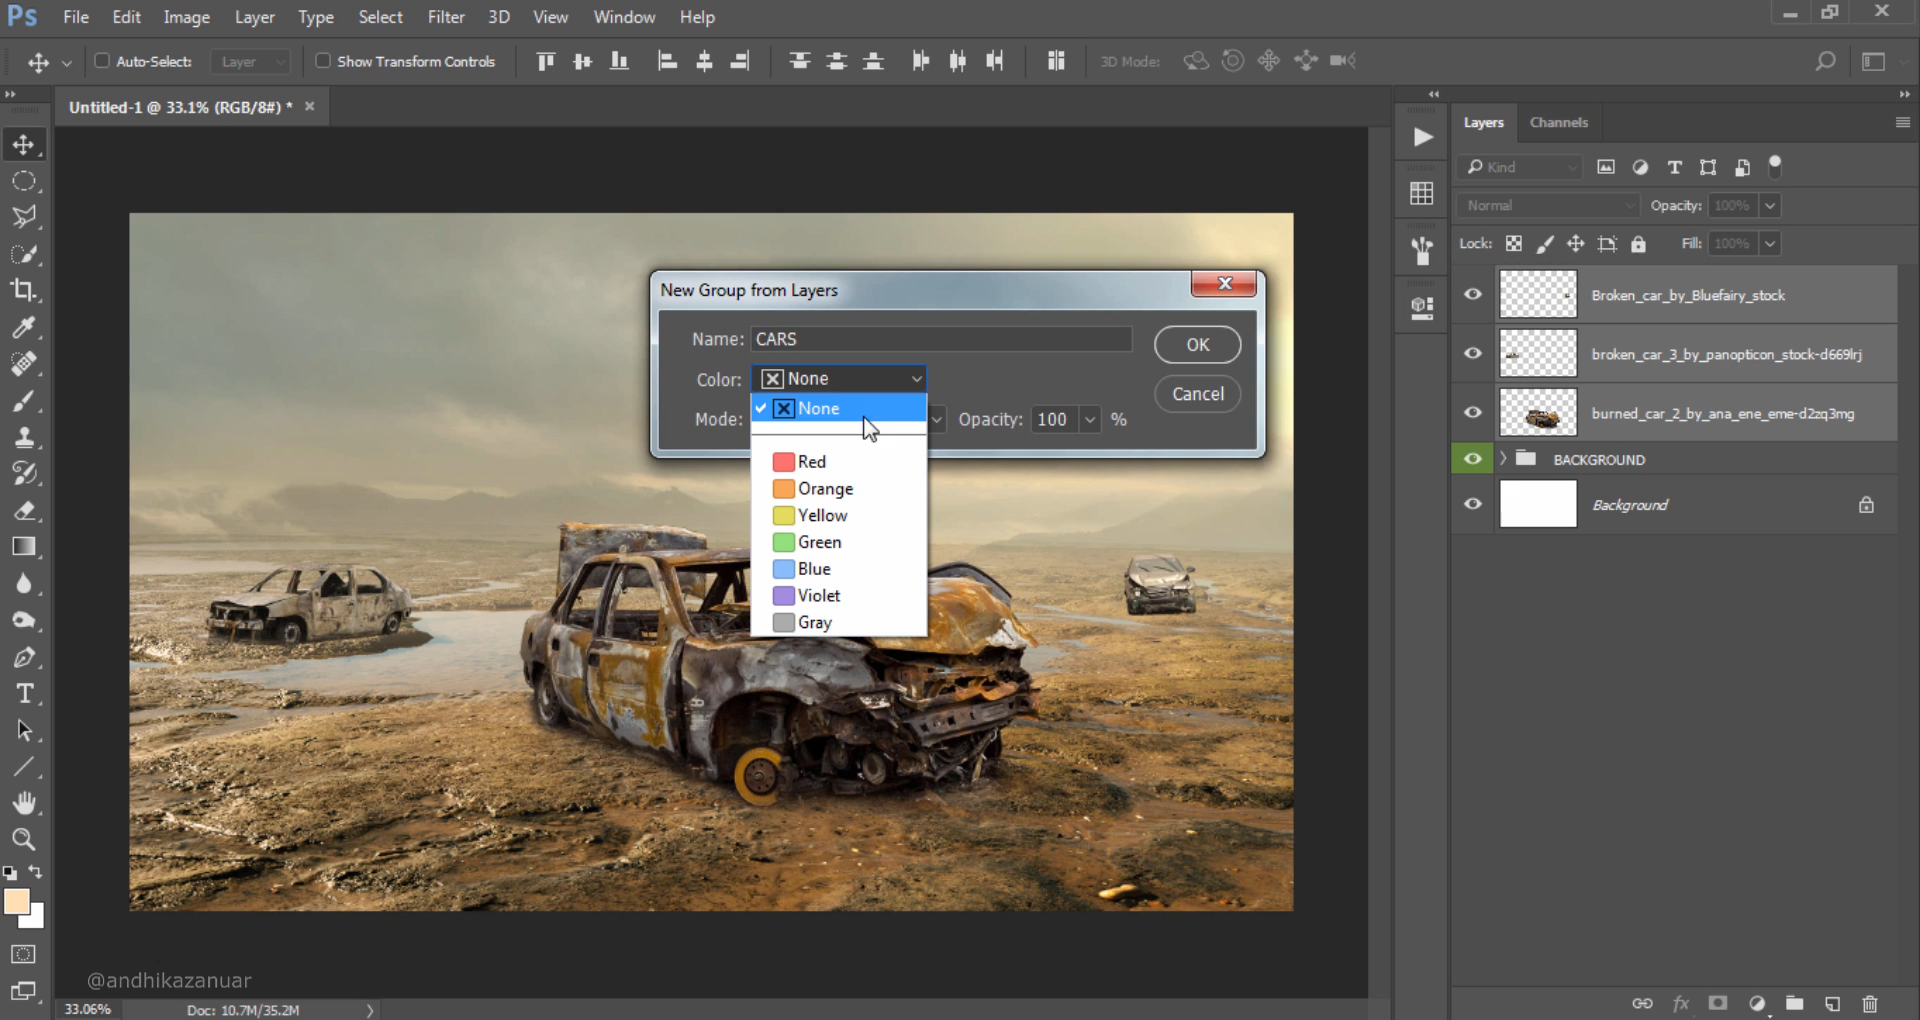 Ps File Edit Image Layer Type Select Filter 3D View Window Help
Auto-Select: Layer Show Transform Controls 3D Mode:
Untitled-1 @ 33.1% (RGB/8#) *
Layers Channels
Kind
Normal Opacity: 100%
Lock: Fill: 100%
New Group from Layers
Name: CARS OK
Color: None Cancel
None
Mode: Opacity: 100 %
Red
Orange
Yellow
Green
Blue
Violet
Gray
Broken_car_by_Bluefairy_stock
broken_car_3_by_panopticon_stock-d669lrj
burned_car_2_by_ana_ene_eme-d2zq3mg
BACKGROUND
Background
@andhikazanuar
33.06% Doc: 10.7M/35.2M
fx